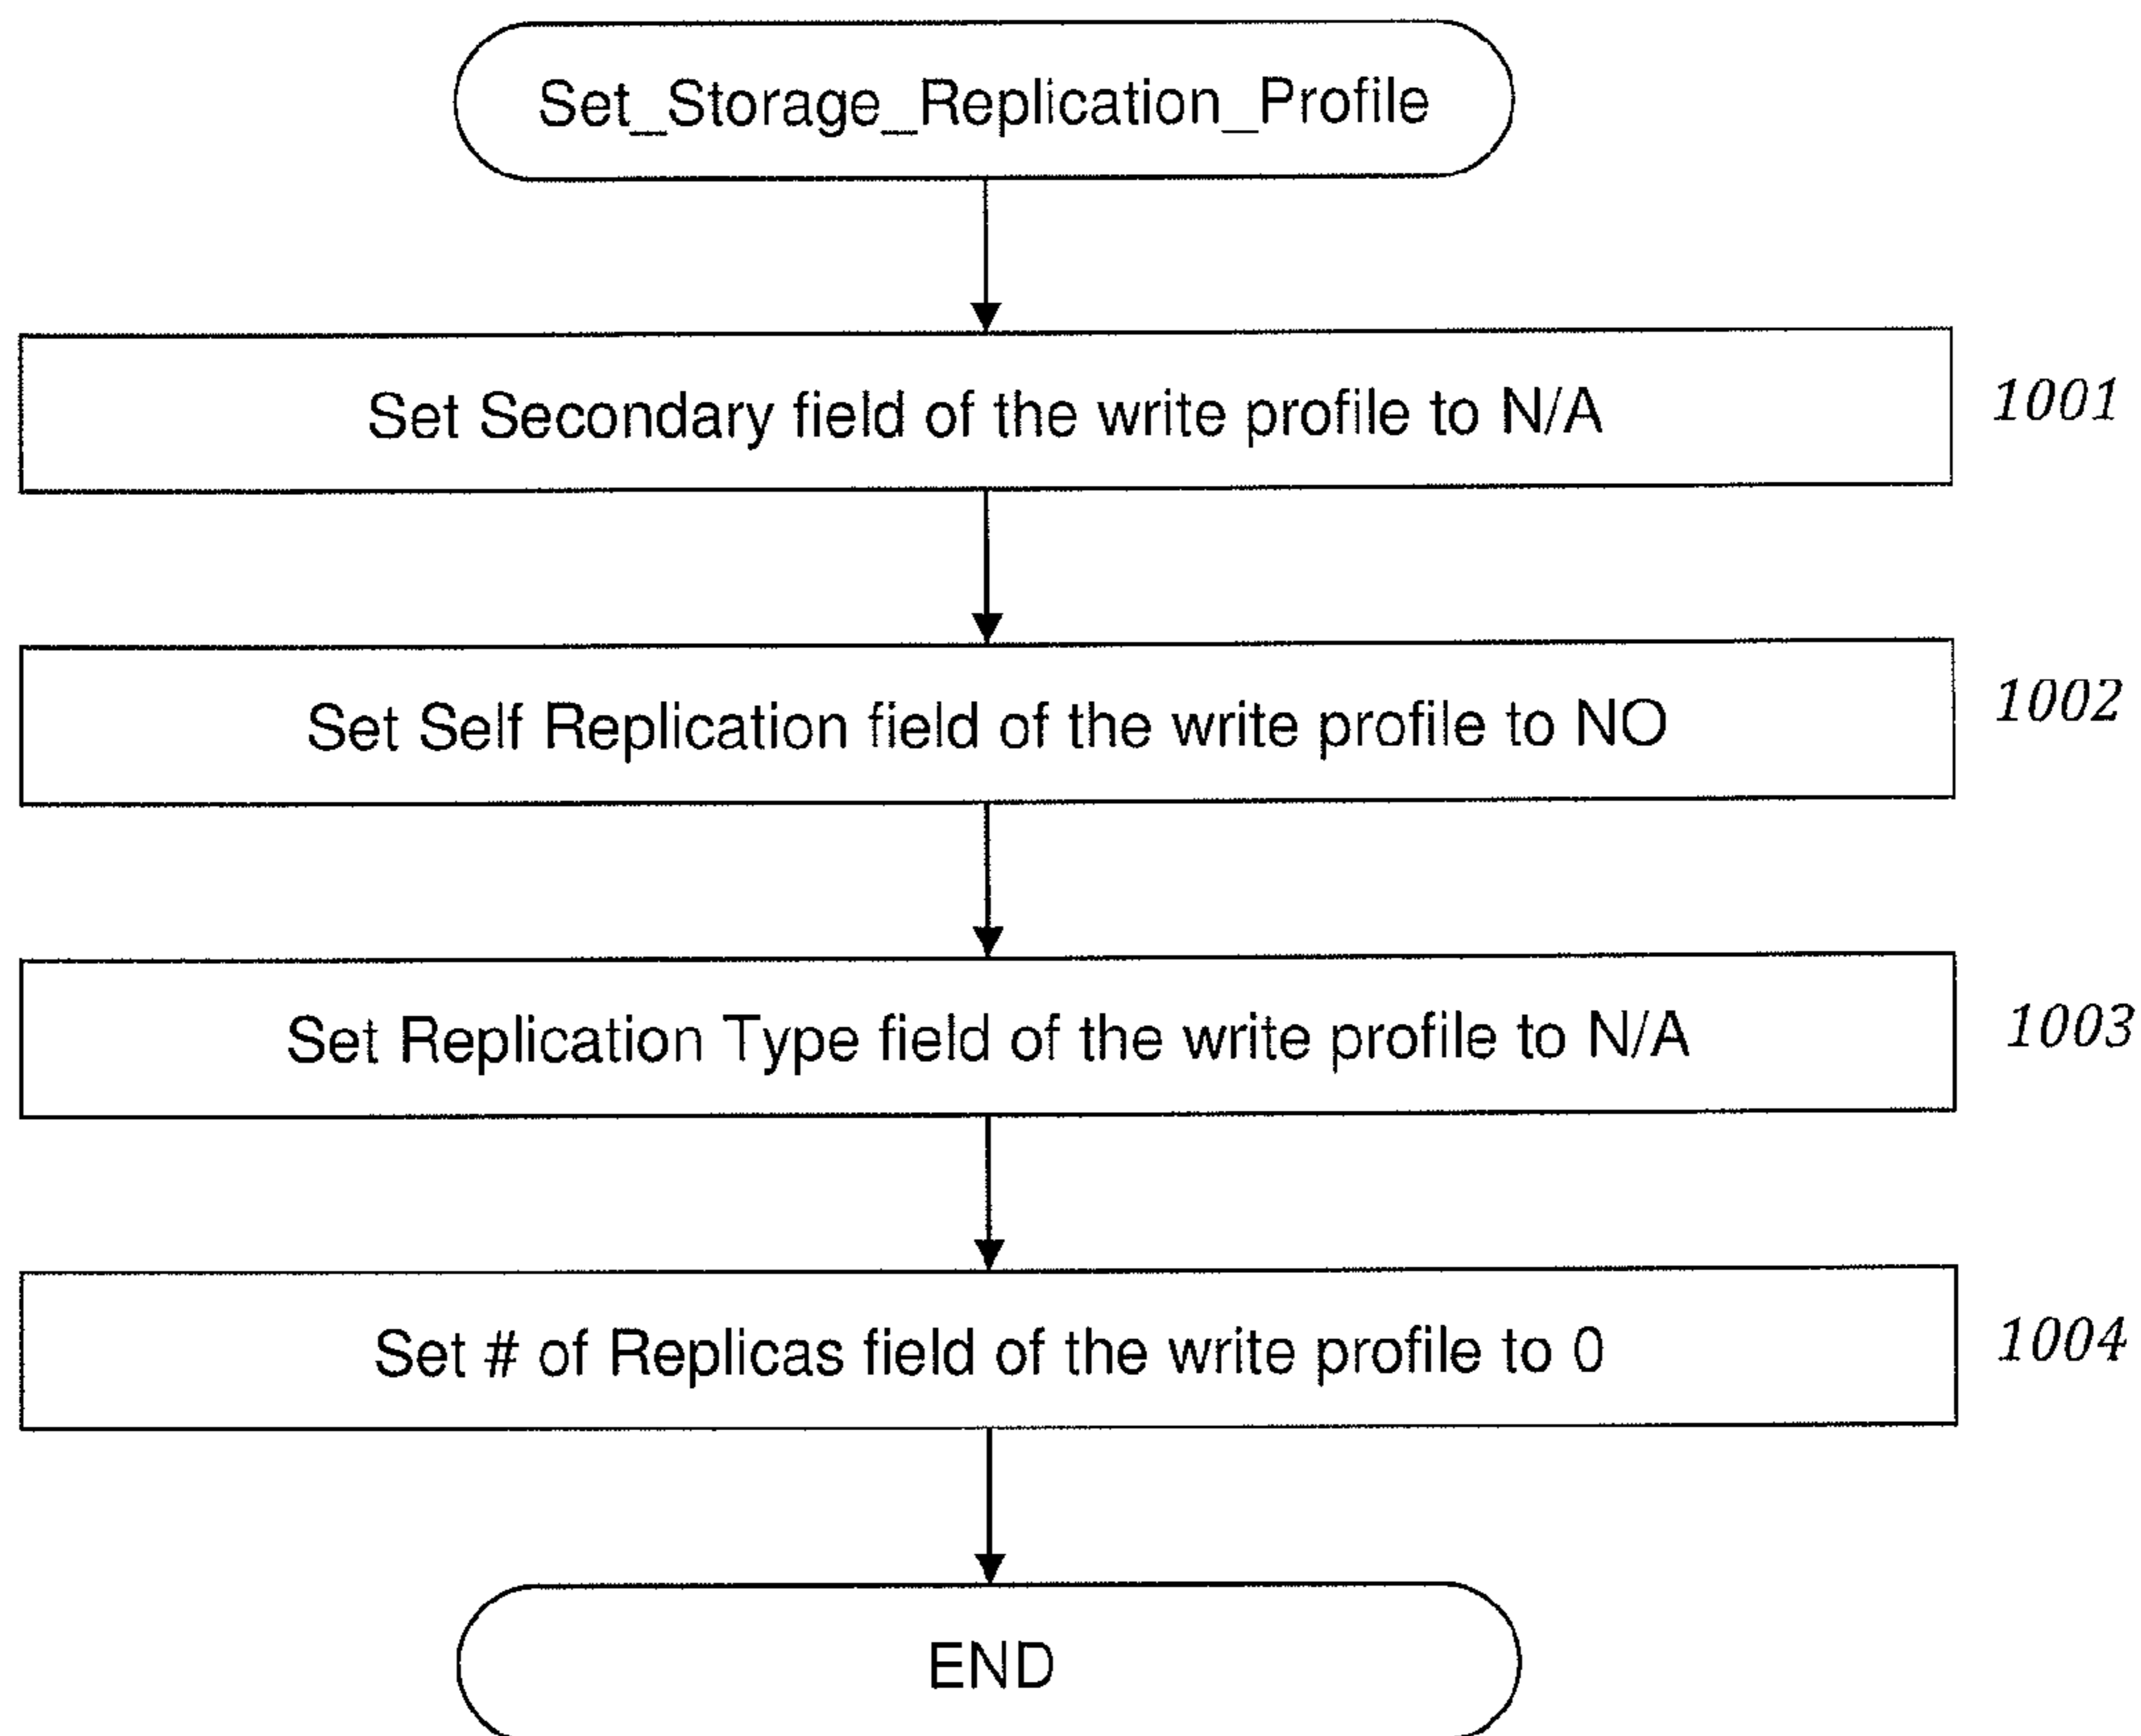 Set_Storage_Replication_Profile
Set Secondary field of the write profile to N/A
1001
Set Self Replication field of the write profile to NO
1002
Set Replication Type field of the write profile to N/A
1003
Set # of Replicas field of the write profile to 0
1004
END